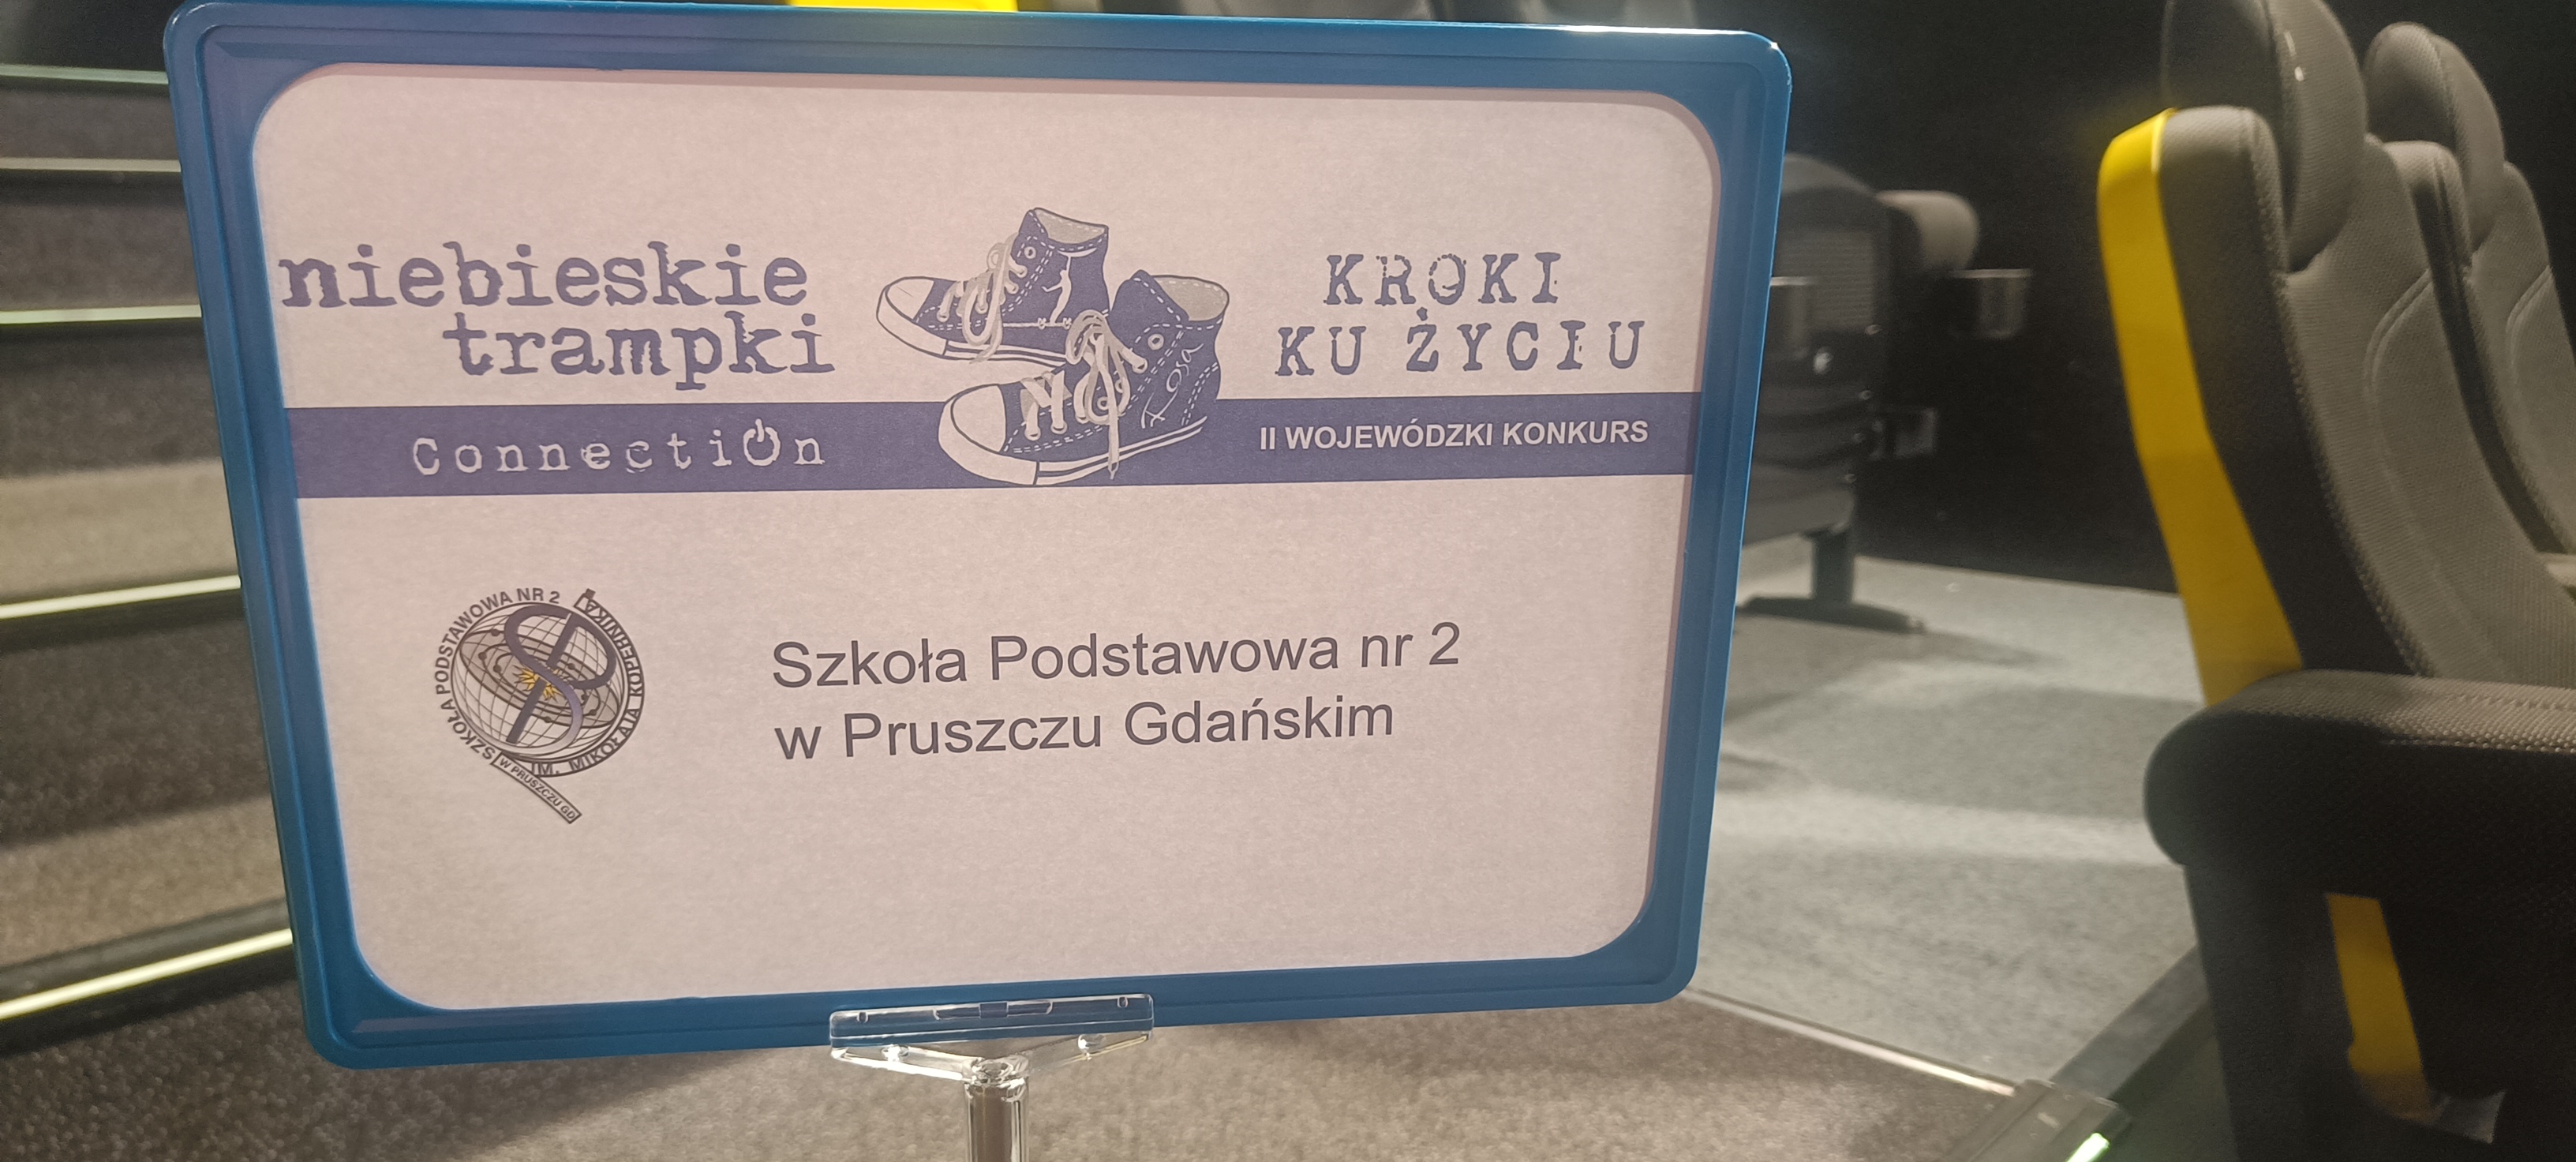 niebieskie
trampki
Connection
KROKI
KU ŻYCIU
II WOJEWÓDZKI KONKURS
SZKOŁA PODSTAWOWA NR 2
IM. MIKOŁAJA KOPERNIKA
W PRUSZCZU GD
Szkoła Podstawowa nr 2
w Pruszczu Gdańskim